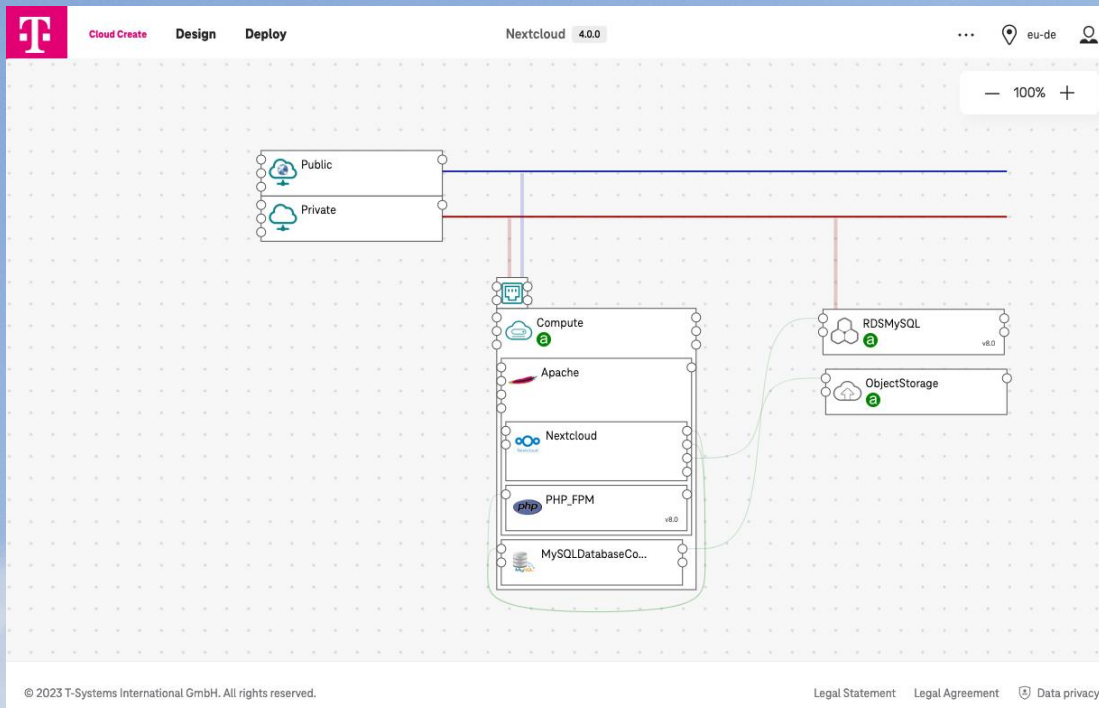 T Cloud Create Design Deploy Nextcloud 4.0.0 ... eu-de
100%
Public
Private
Compute
a
Apache
Nextcloud
Nextcloud
PHP_FPM
php
v8.0
MySQLDatabaseCo...
MySQL
RDSMySQL
a
v8.0
ObjectStorage
a
© 2023 T-Systems International GmbH. All rights reserved. Legal Statement Legal Agreement Data privacy